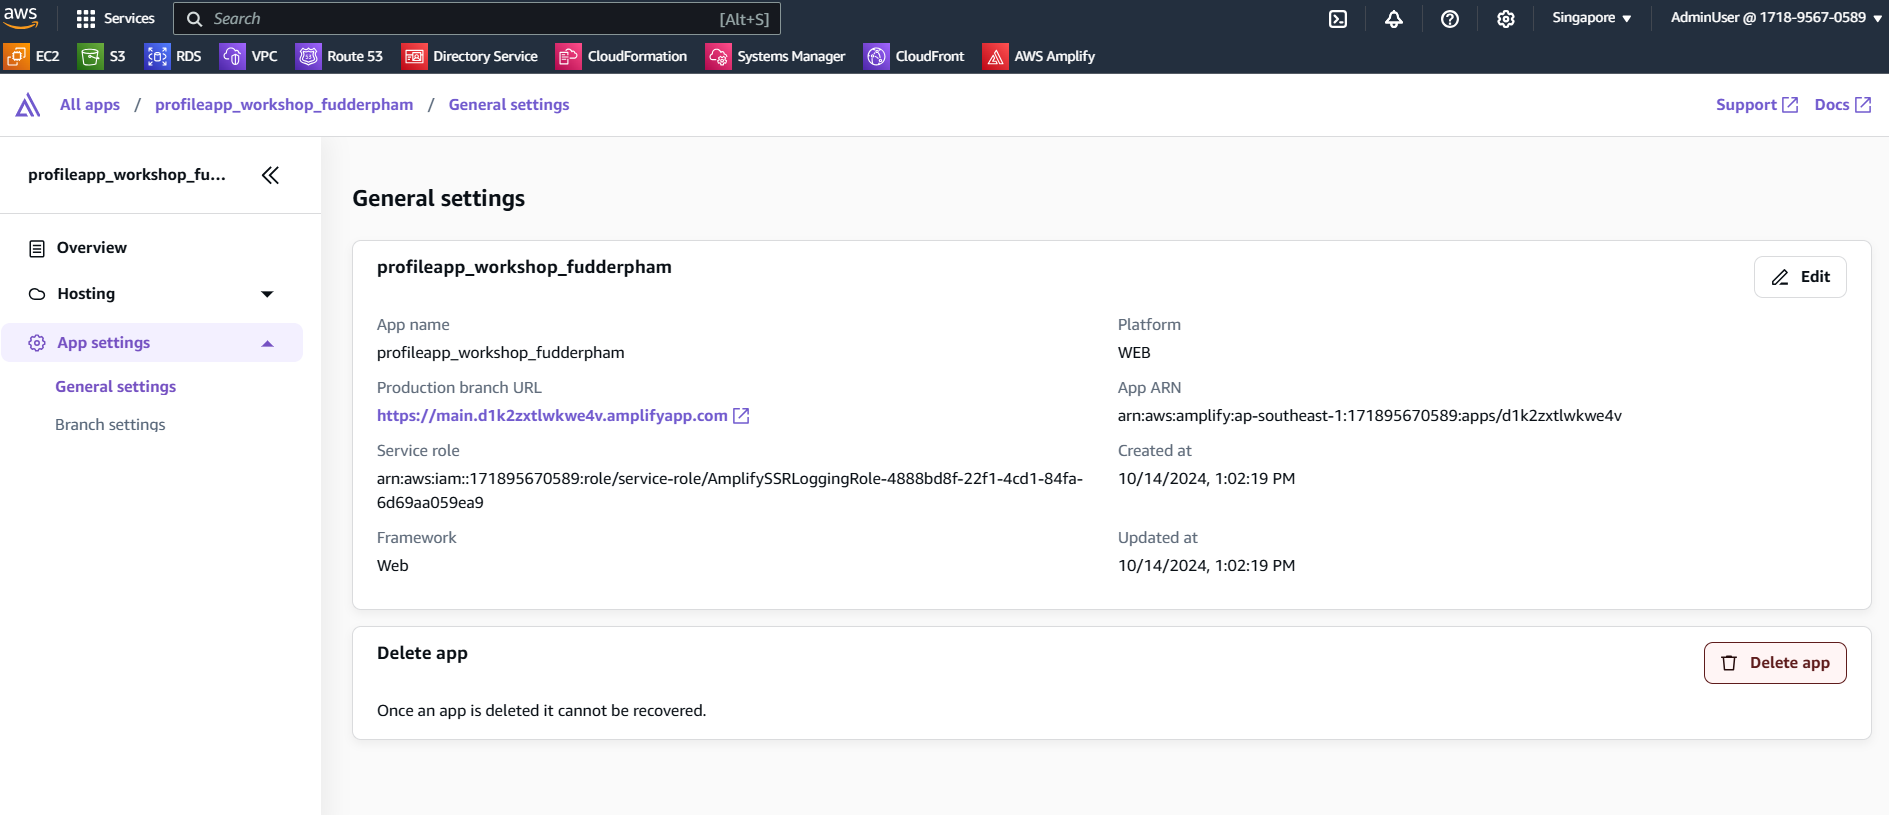 aws
Services
Search
[Alt+S]
Singapore
AdminUser @ 1718-9567-0589
EC2
S3
RDS
VPC
Route 53
Directory Service
CloudFormation
Systems Manager
CloudFront
AWS Amplify
All apps / profileapp_workshop_fudderpham / General settings
Support
Docs
profileapp_workshop_fu...
Overview
Hosting
App settings
General settings
Branch settings
General settings
profileapp_workshop_fudderpham
Edit
App name
profileapp_workshop_fudderpham
Platform
WEB
Production branch URL
https://main.d1k2zxtlwkwe4v.amplifyapp.com
App ARN
arn:aws:amplify:ap-southeast-1:171895670589:apps/d1k2zxtlwkwe4v
Service role
arn:aws:iam::171895670589:role/service-role/AmplifySSRLoggingRole-4888bd8f-22f1-4cd1-84fa-
6d69aa059ea9
Created at
10/14/2024, 1:02:19 PM
Framework
Web
Updated at
10/14/2024, 1:02:19 PM
Delete app
Delete app
Once an app is deleted it cannot be recovered.